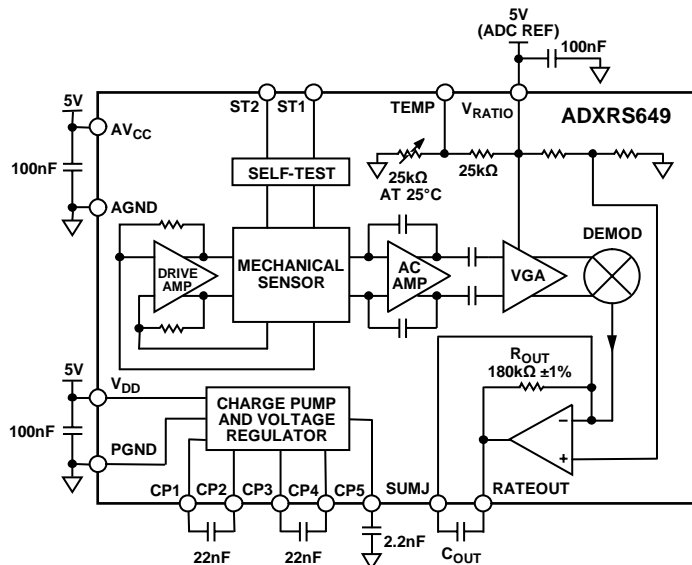 5V
(ADC REF)
100nF
5V
ST2
ST1
TEMP
VRATIO
ADXRS649
AVCC
100nF
25kΩ
AT 25°C
25kΩ
SELF-TEST
AGND
DEMOD
DRIVE
AMP
MECHANICAL
SENSOR
AC
AMP
VGA
ROUT
180kΩ ±1%
5V
VDD
CHARGE PUMP
AND VOLTAGE
REGULATOR
100nF
PGND
–
+
CP1
CP2
CP3
CP4
CP5
SUMJ
RATEOUT
22nF
22nF
2.2nF
COUT